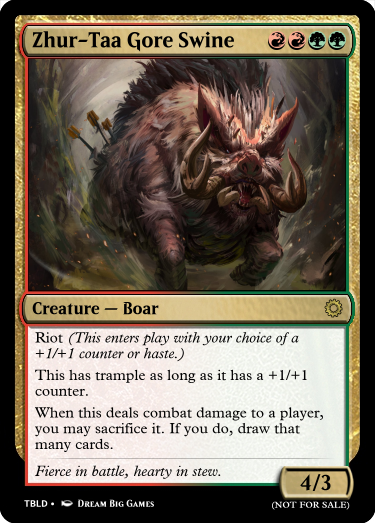 Zhur-Taa Gore Swine
Creature — Boar
Riot (This enters play with your choice of a
+1/+1 counter or haste.)
This has trample as long as it has a +1/+1
counter.
When this deals combat damage to a player,
you may sacrifice it. If you do, draw that
many cards.
Fierce in battle, hearty in stew.
4/3
TBLD • Dream Big Games
(NOT FOR SALE)